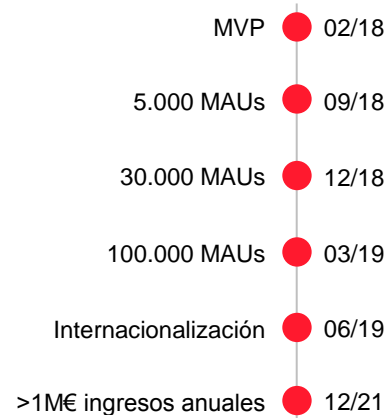 MVP 02/18
5.000 MAUs 09/18
30.000 MAUs 12/18
100.000 MAUs 03/19
Internacionalización 06/19
>1M€ ingresos anuales 12/21